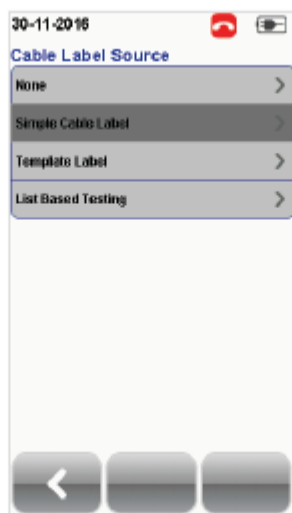 30-11-2016
Cable Label Source
None
Simple Cable Label
Template Label
List Based Testing